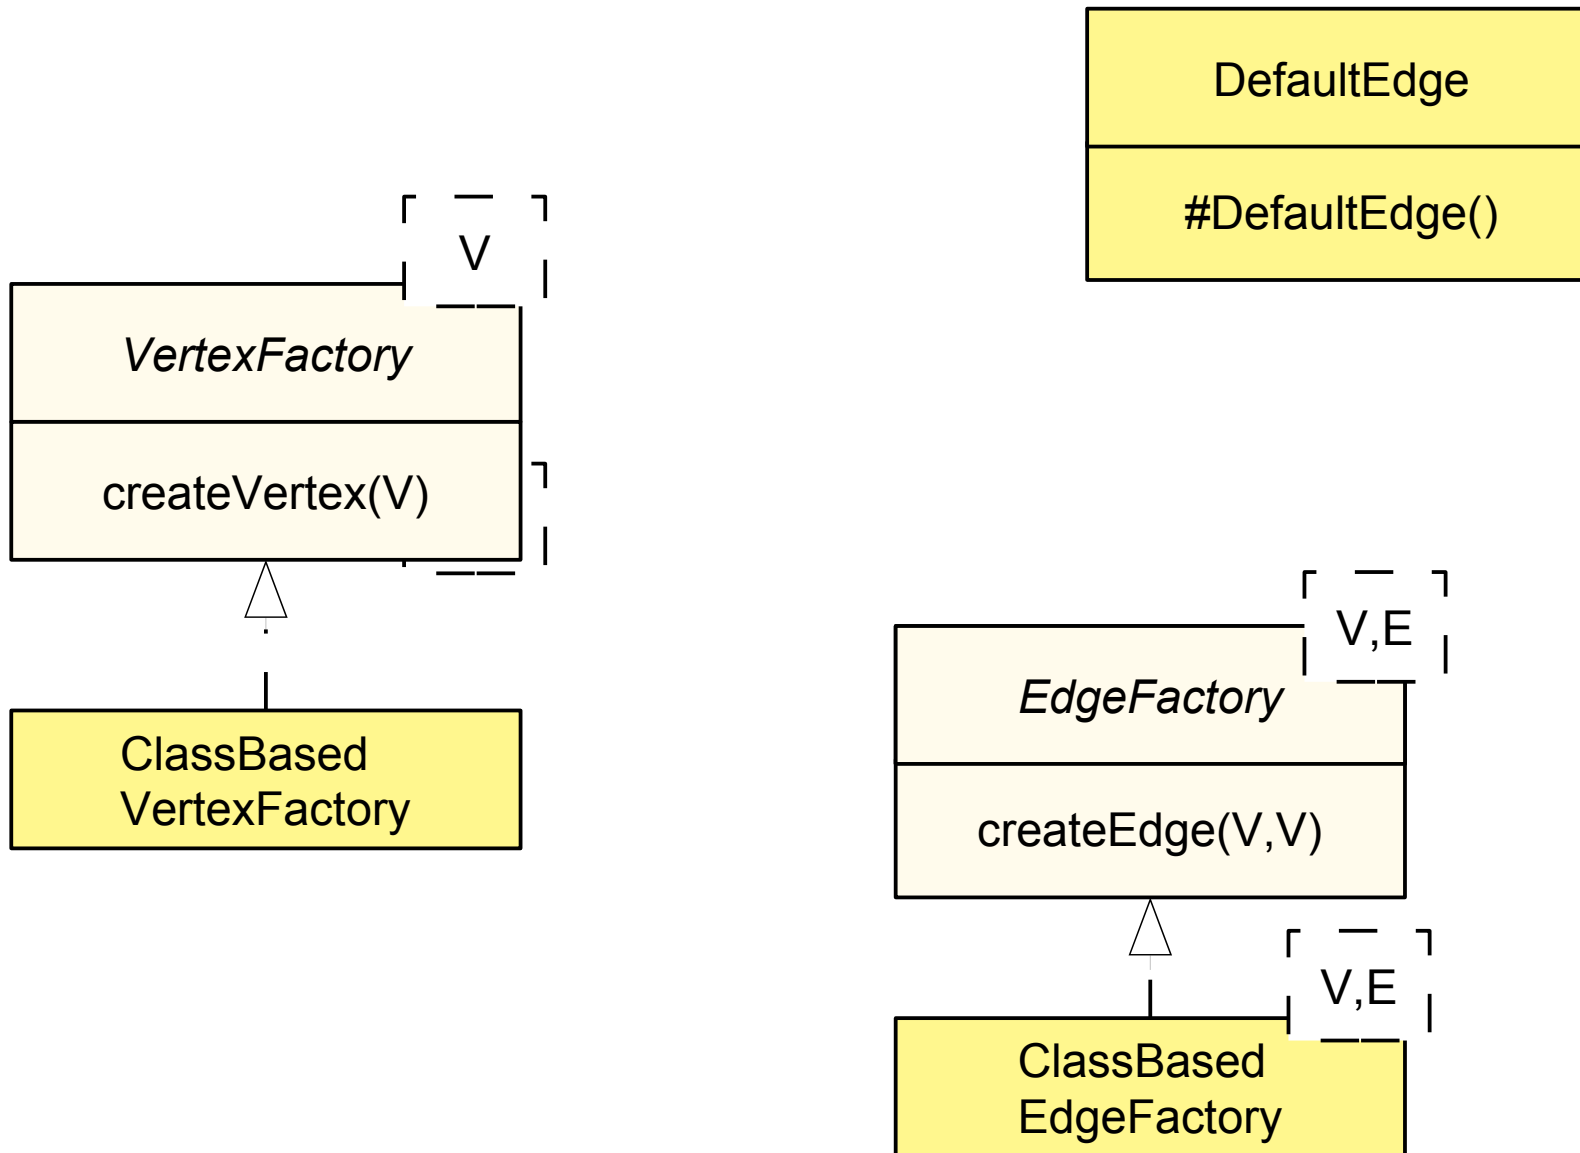 DefaultEdge
#DefaultEdge()
V
VertexFactory
createVertex(V)
ClassBased
VertexFactory
V,E
EdgeFactory
createEdge(V,V)
V,E
ClassBased
EdgeFactory